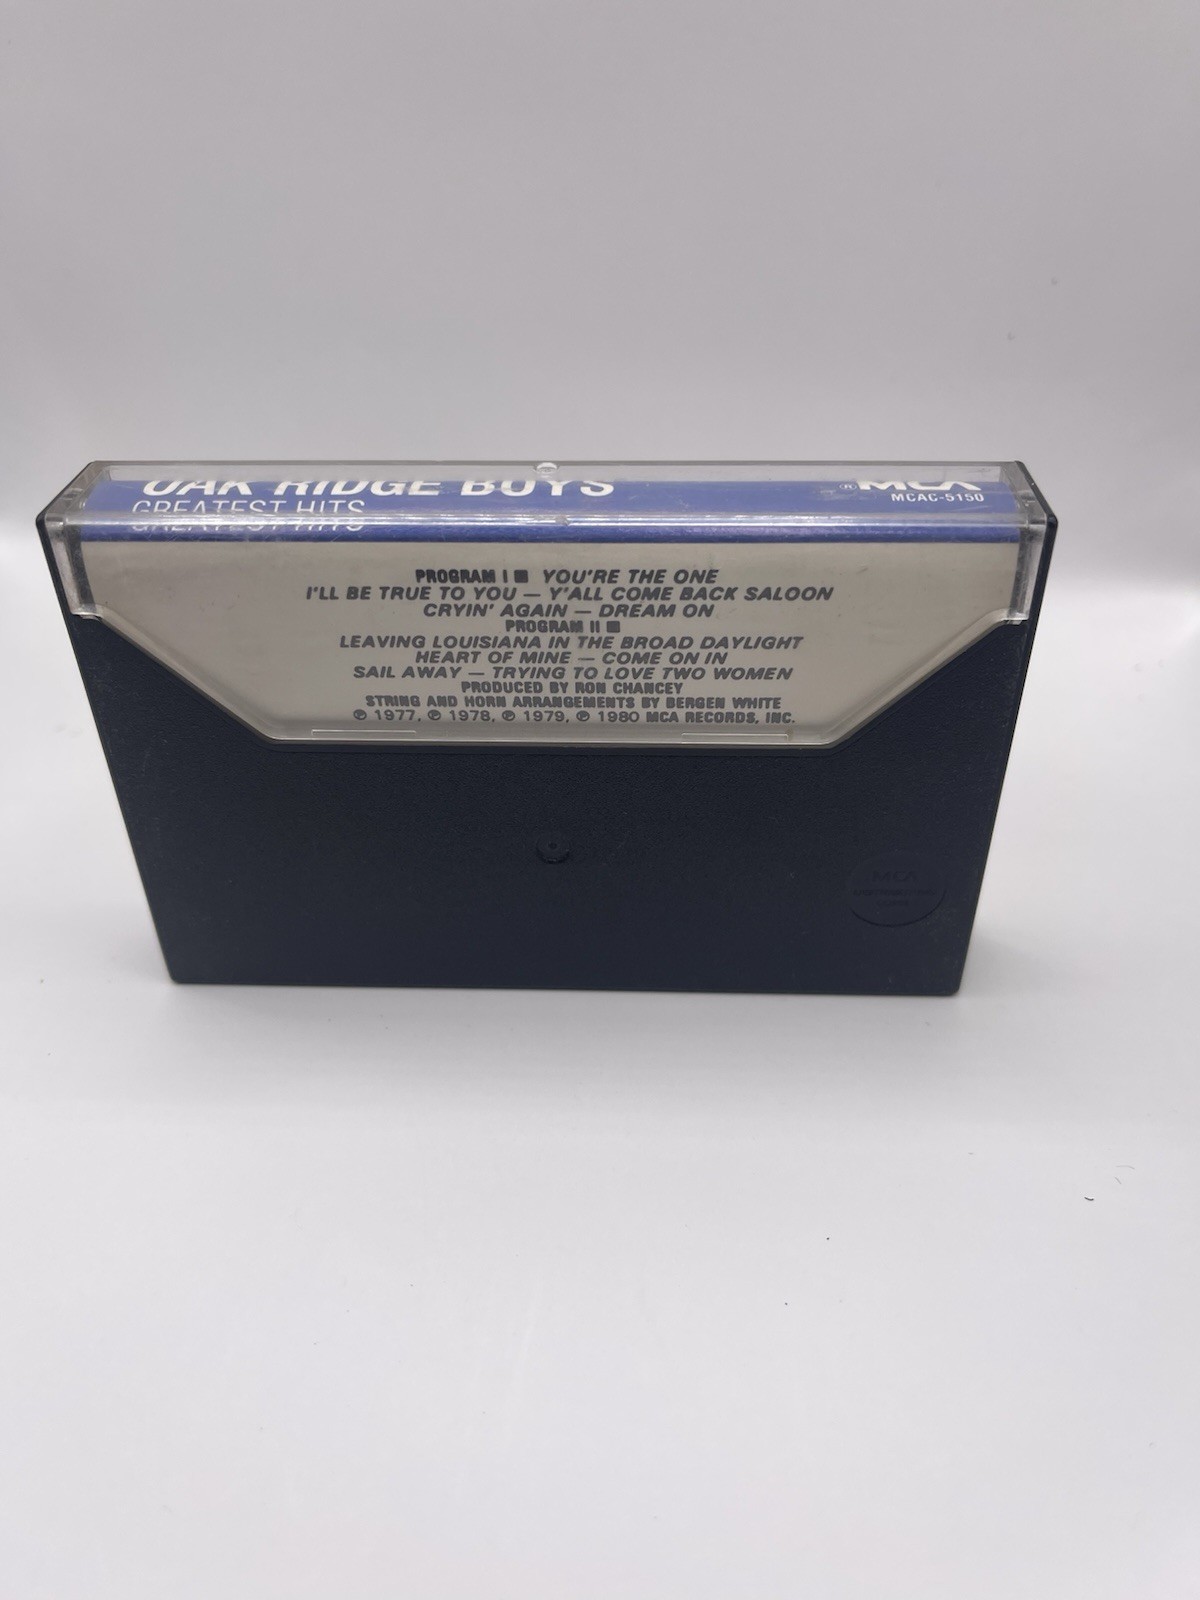 OAK RIDGE BOYS
GREATEST HITS
® MCA
MCAC-5150
PROGRAM I ■ YOU'RE THE ONE
I'LL BE TRUE TO YOU — Y'ALL COME BACK SALOON
CRYIN' AGAIN — DREAM ON
PROGRAM II ■
LEAVING LOUISIANA IN THE BROAD DAYLIGHT
HEART OF MINE — COME ON IN
SAIL AWAY — TRYING TO LOVE TWO WOMEN
PRODUCED BY RON CHANCEY
STRING AND HORN ARRANGEMENTS BY BERGEN WHITE
℗ 1977, ℗ 1978, ℗ 1979, ℗ 1980 MCA RECORDS, INC.
MCA